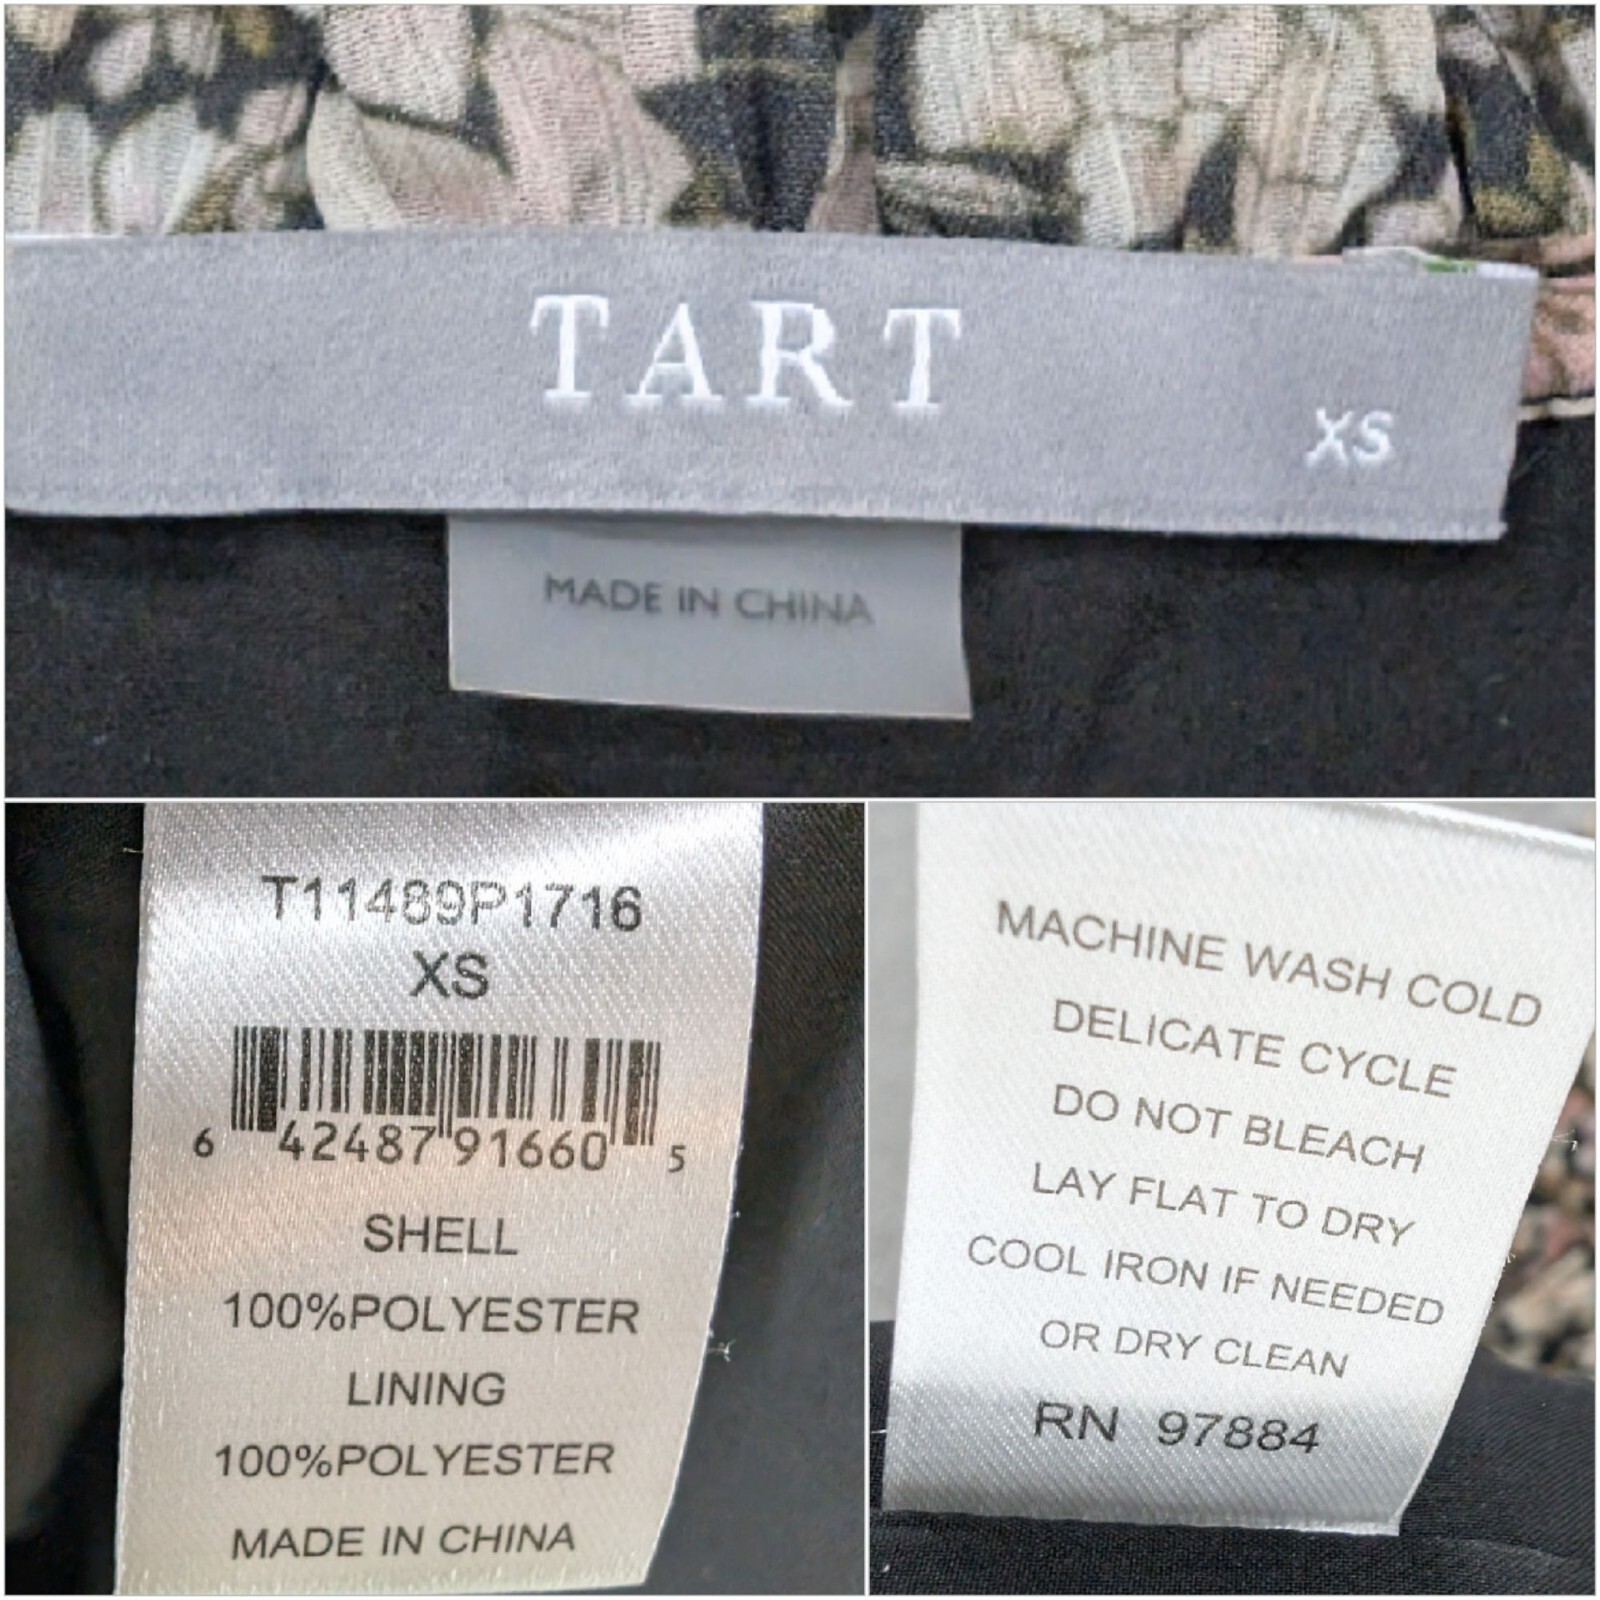 TART
XS
MADE IN CHINA
T11489P1716
XS
6 42487 91660 5
SHELL
100%POLYESTER
LINING
100%POLYESTER
MADE IN CHINA
MACHINE WASH COLD
DELICATE CYCLE
DO NOT BLEACH
LAY FLAT TO DRY
COOL IRON IF NEEDED
OR DRY CLEAN
RN 97884